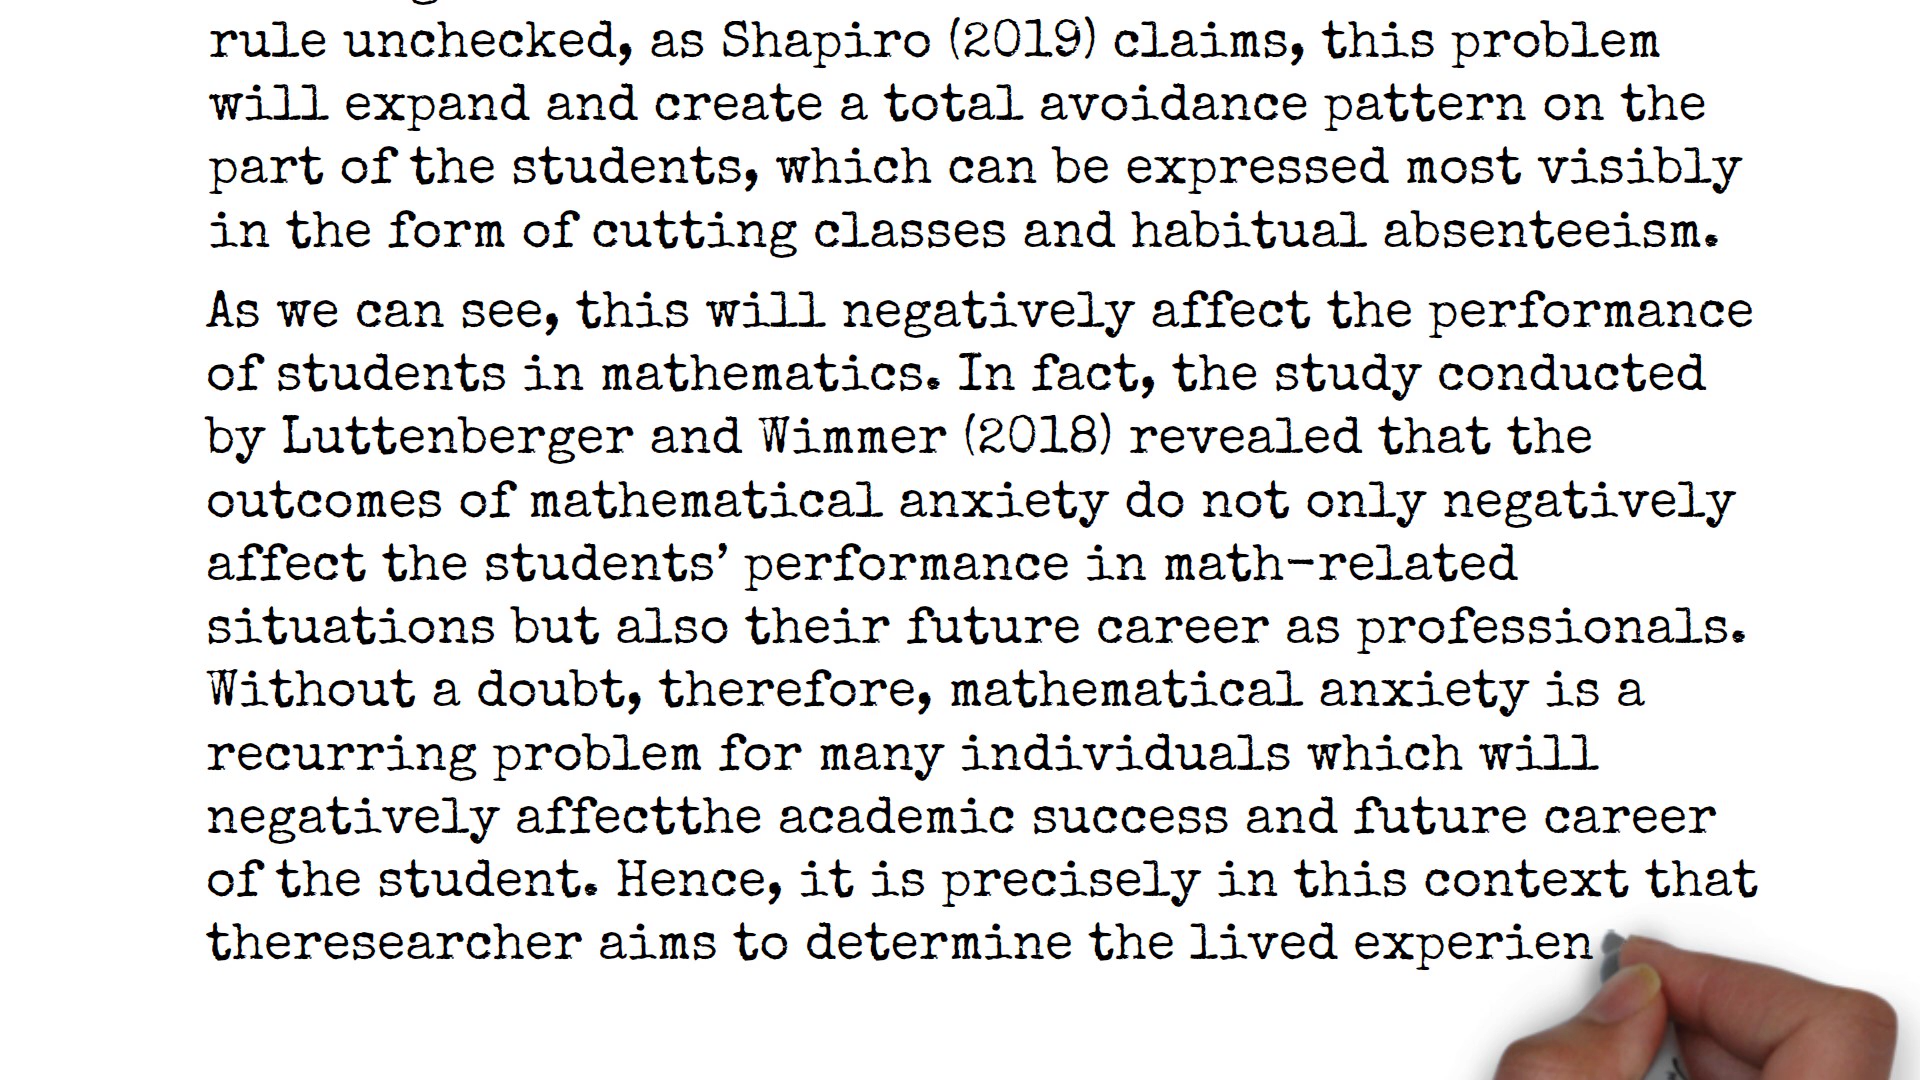 rule unchecked, as Shapiro (2019) claims, this problem
will expand and create a total avoidance pattern on the
part of the students, which can be expressed most visibly
in the form of cutting classes and habitual absenteeism.
As we can see, this will negatively affect the performance
of students in mathematics. In fact, the study conducted
by Luttenberger and Wimmer (2018) revealed that the
outcomes of mathematical anxiety do not only negatively
affect the students’ performance in math-related
situations but also their future career as professionals.
Without a doubt, therefore, mathematical anxiety is a
recurring problem for many individuals which will
negatively affectthe academic success and future career
of the student. Hence, it is precisely in this context that
theresearcher aims to determine the lived experien